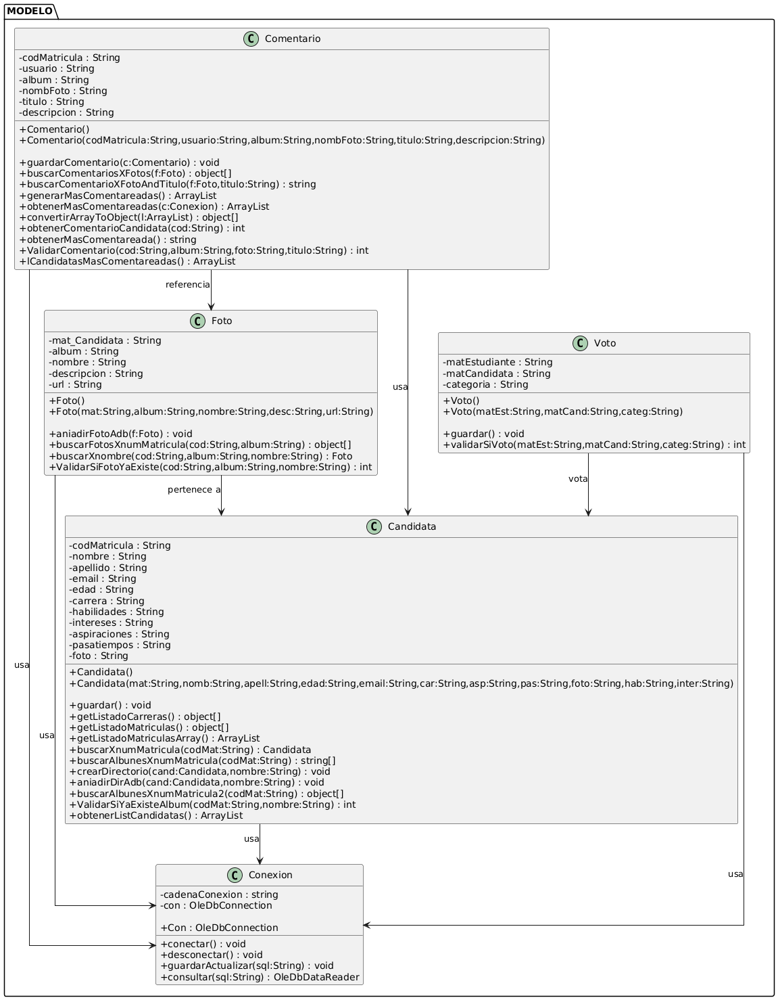 MODELO
C Comentario
-codMatricula : String
-usuario : String
-album : String
-nombFoto : String
-titulo : String
-descripcion : String
+Comentario()
+Comentario(codMatricula:String,usuario:String,album:String,nombFoto:String,titulo:String,descripcion:String)
+guardarComentario(c:Comentario) : void
+buscarComentariosXFotos(f:Foto) : object[]
+buscarComentarioXFotoAndTitulo(f:Foto,titulo:String) : string
+generarMasComentareadas() : ArrayList
+obtenerMasComentareadas(c:Conexion) : ArrayList
+convertirArrayToObject(l:ArrayList) : object[]
+obtenerComentarioCandidata(cod:String) : int
+obtenerMasComentareada() : string
+ValidarComentario(cod:String,album:String,foto:String,titulo:String) : int
+lCandidatasMasComentareadas() : ArrayList
referencia
C Foto
-mat_Candidata : String
-album : String
-nombre : String
-descripcion : String
-url : String
+Foto()
+Foto(mat:String,album:String,nombre:String,desc:String,url:String)
+aniadirFotoAdb(f:Foto) : void
+buscarFotosXnumMatricula(cod:String,album:String) : object[]
+buscarXnombre(cod:String,album:String,nombre:String) : Foto
+ValidarSiFotoYaExiste(cod:String,album:String,nombre:String) : int
usa
C Voto
-matEstudiante : String
-matCandidata : String
-categoria : String
+Voto()
+Voto(matEst:String,matCand:String,categ:String)
+guardar() : void
+validarSiVoto(matEst:String,matCand:String,categ:String) : int
pertenece a
vota
C Candidata
-codMatricula : String
-nombre : String
-apellido : String
-email : String
-edad : String
-carrera : String
-habilidades : String
-intereses : String
-aspiraciones : String
-pasatiempos : String
-foto : String
+Candidata()
+Candidata(mat:String,nomb:String,apell:String,edad:String,email:String,car:String,asp:String,pas:String,foto:String,hab:String,inter:String)
+guardar() : void
+getListadoCarreras() : object[]
+getListadoMatriculas() : object[]
+getListadoMatriculasArray() : ArrayList
+buscarXnumMatricula(codMat:String) : Candidata
+buscarAlbunesXnumMatricula(codMat:String) : string[]
+crearDirectorio(cand:Candidata,nombre:String) : void
+aniadirDirAdb(cand:Candidata,nombre:String) : void
+buscarAlbunesXnumMatricula2(codMat:String) : object[]
+ValidarSiYaExisteAlbum(codMat:String,nombre:String) : int
+obtenerListCandidatas() : ArrayList
usa
usa
usa
usa
C Conexion
-cadenaConexion : string
-con : OleDbConnection
+Con : OleDbConnection
+conectar() : void
+desconectar() : void
+guardarActualizar(sql:String) : void
+consultar(sql:String) : OleDbDataReader